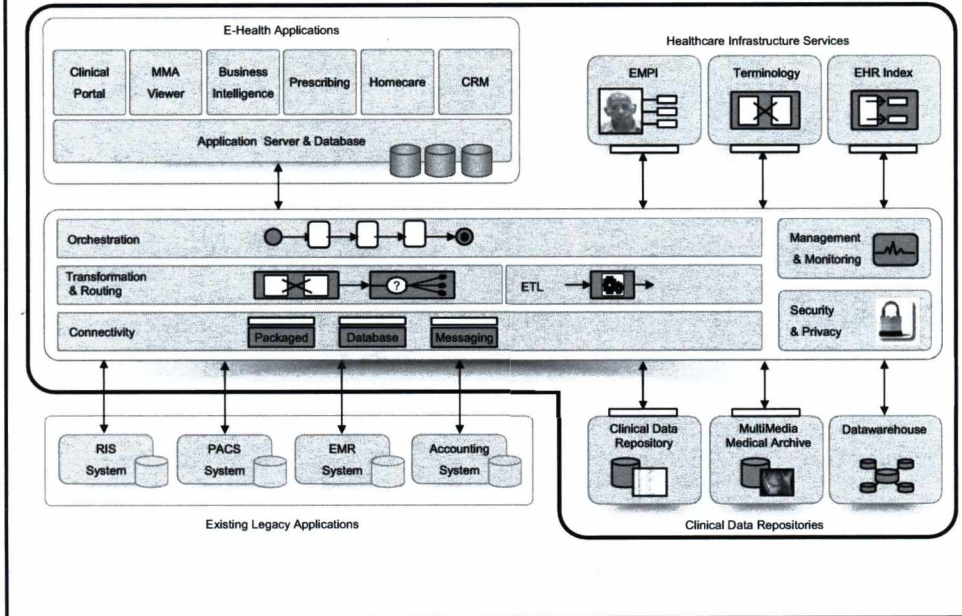 E-Health Applications
Clinical
Portal
MMA
Viewer
Business
Intelligence
Prescribing
Homecare
CRM
Application Server & Database
Healthcare Infrastructure Services
EMPI
Terminology
EHR Index
Orchestration
Transformation
& Routing
?
ETL
Connectivity
Packaged
Database
Messaging
Management
& Monitoring
Security
& Privacy
RIS
System
PACS
System
EMR
System
Accounting
System
Existing Legacy Applications
Clinical Data
Repository
MultiMedia
Medical Archive
Datawarehouse
Clinical Data Repositories